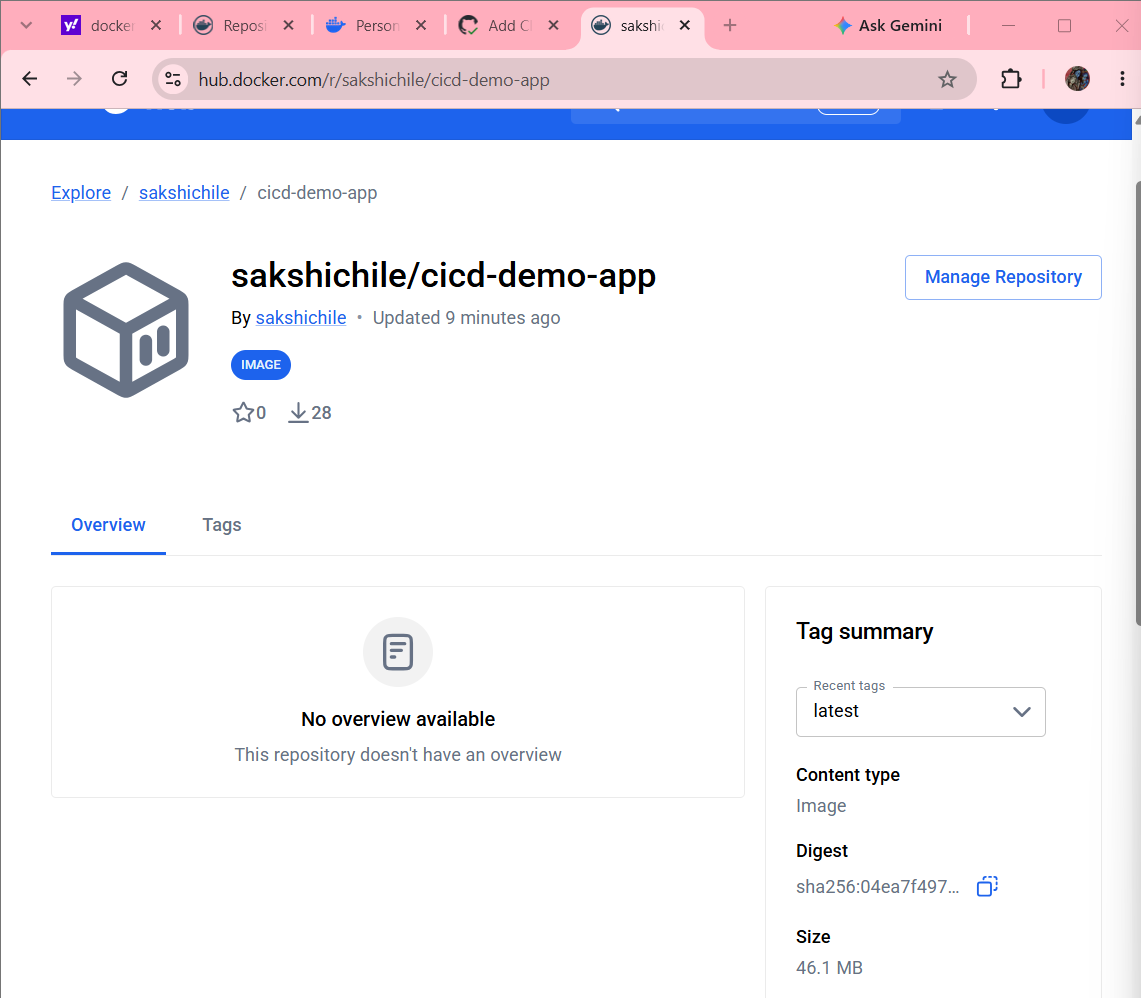 docker
Reposi
Person
Add C
sakshi
Ask Gemini
hub.docker.com/r/sakshichile/cicd-demo-app
Explore / sakshichile / cicd-demo-app
sakshichile/cicd-demo-app
Manage Repository
By sakshichile • Updated 9 minutes ago
IMAGE
0 28
Overview Tags
No overview available
This repository doesn't have an overview
Tag summary
Recent tags
latest
Content type
Image
Digest
sha256:04ea7f497...
Size
46.1 MB